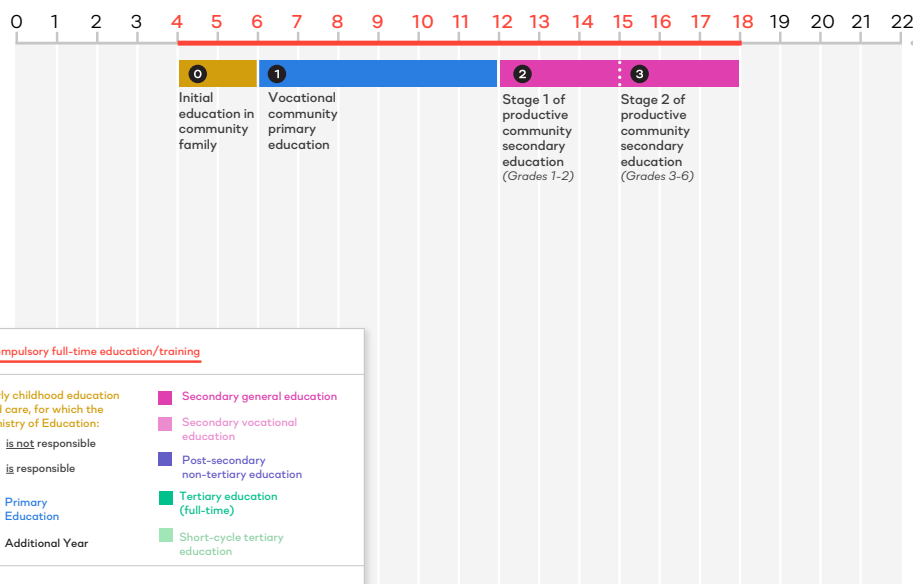 0 1 2 3 4 5 6 7 8 9 10 11 12 13 14 15 16 17 18 19 20 21 22
0 1 2 3
Initial
education in
community
family
Vocational
community
primary
education
Stage 1 of
productive
community
secondary
education
(Grades 1-2)
Stage 2 of
productive
community
secondary
education
(Grades 3-6)
mpulsory full-time education/training
ly childhood education
care, for which the
istry of Education:
is not responsible
is responsible
Primary
Education
Additional Year
Secondary general education
Secondary vocational
education
Post-secondary
non-tertiary education
Tertiary education
(full-time)
Short-cycle tertiary
education